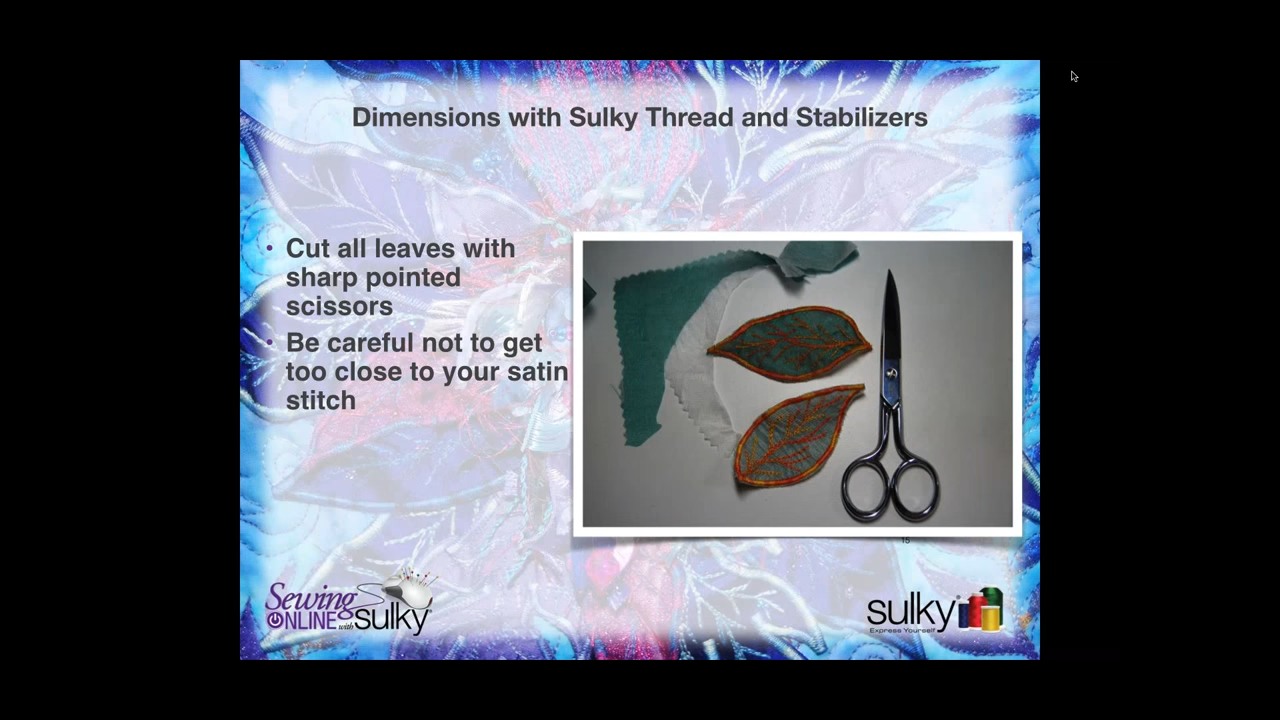 Dimensions with Sulky Thread and Stabilizers
• Cut all leaves with
sharp pointed
scissors
• Be careful not to get
too close to your satin
stitch
15
Sewing
ONLINE with sulky®
sulky®
Express Yourself